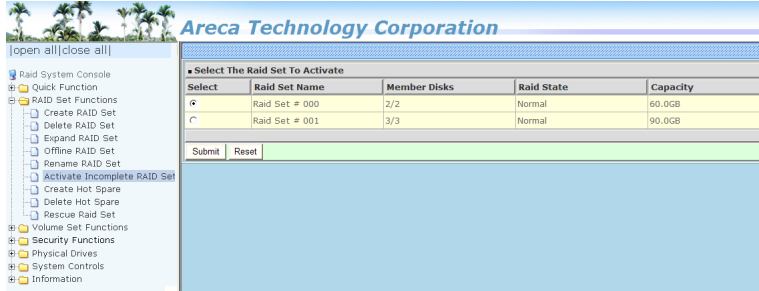 Areca Technology Corporation
|open all|close all|
Raid System Console
Quick Function
RAID Set Functions
Create RAID Set
Delete RAID Set
Expand RAID Set
Offline RAID Set
Rename RAID Set
Activate Incomplete RAID Set
Create Hot Spare
Delete Hot Spare
Rescue Raid Set
Volume Set Functions
Security Functions
Physical Drives
System Controls
Information
Select The Raid Set To Activate
Select Raid Set Name Member Disks Raid State Capacity
Raid Set # 000 2/2 Normal 60.0GB
Raid Set # 001 3/3 Normal 90.0GB
Submit Reset